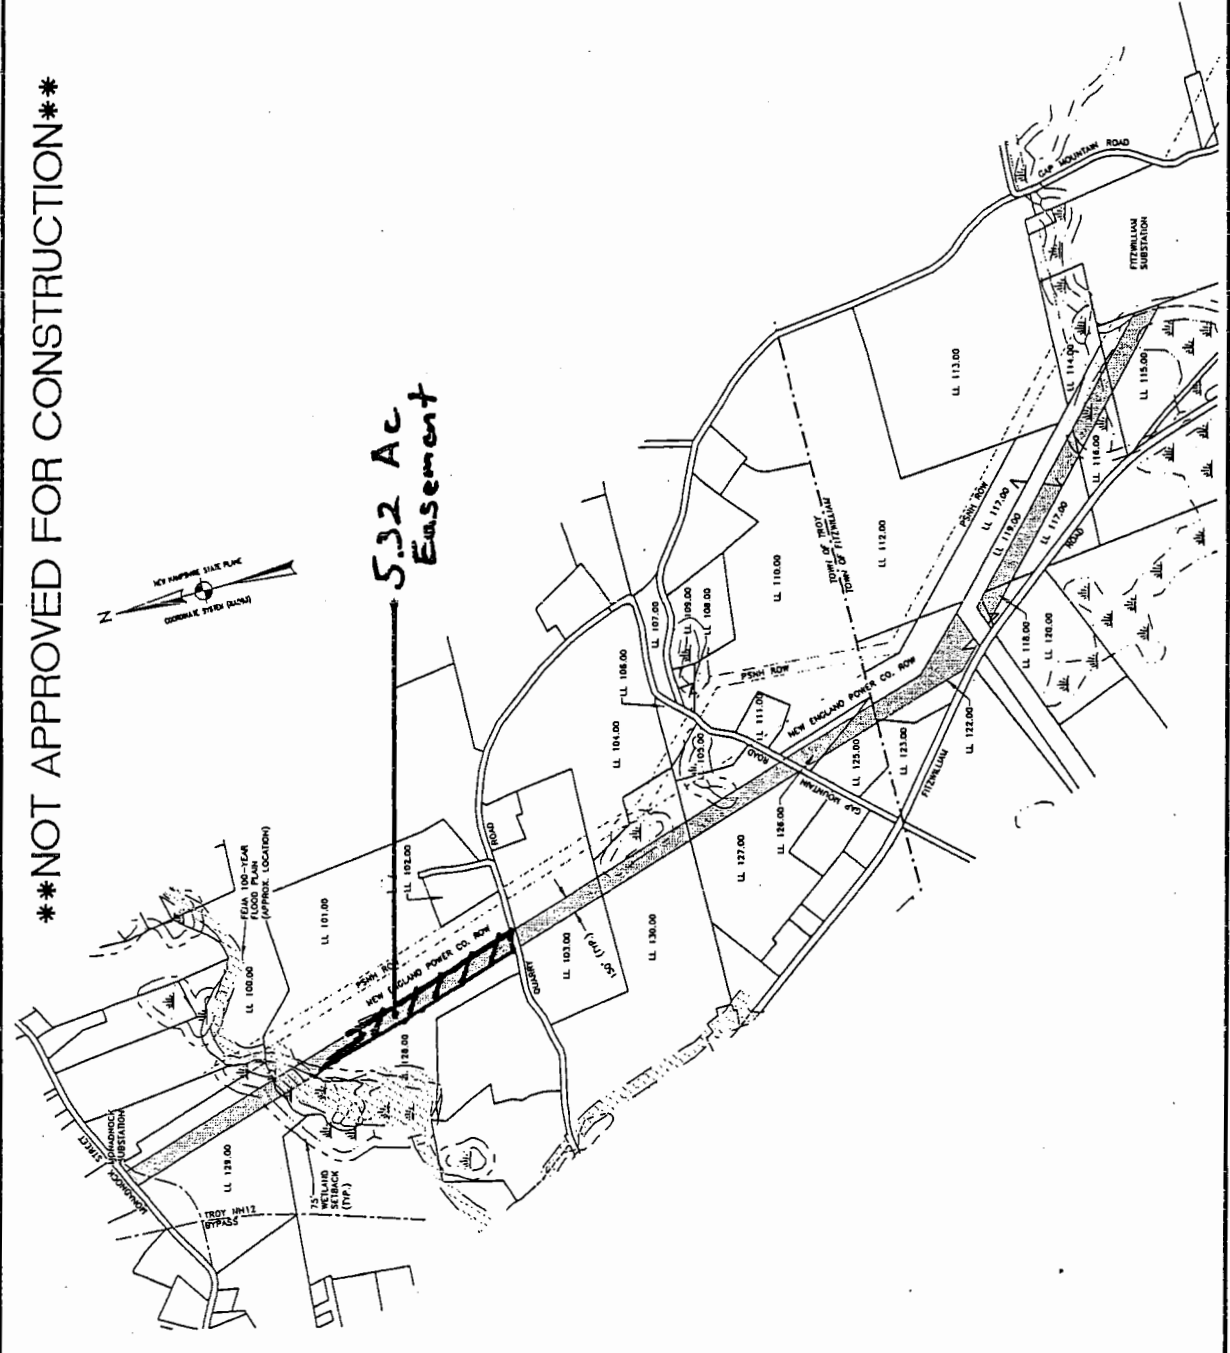 **NOT APPROVED FOR CONSTRUCTION**
N
NEW HAMPSHIRE STATE PLANE
COORDINATE SYSTEM
5.32 Ac
Easement
MONADNOCK
STREET
MONADNOCK
SUBSTATION
TROY NH12
BYPASS
LL 129.00
75'
WETLAND
SETBACK
(TYP.)
FEMA 100-YEAR
FLOOD PLAIN
(APPROX. LOCATION)
LL 100.00
LL 101.00
LL 102.00
PSNH ROW
NEW ENGLAND POWER CO. ROW
128.00
QUARRY
ROAD
LL 103.00
150' (TYP.)
LL 130.00
LL 104.00
LL 105.00
LL 106.00
LL 107.00
LL 109.00
LL 108.00
LL 110.00
LL 111.00
PSNH ROW
NEW ENGLAND POWER CO. ROW
GAP MOUNTAIN
ROAD
LL 127.00
LL 126.00
LL 125.00
LL 123.00
LL 122.00
FITZWILLIAM
ROAD
TOWN OF TROY
TOWN OF FITZWILLIAM
LL 112.00
LL 113.00
PSNH ROW
LL 117.00
LL 119.00
LL 117.00
LL 118.00
LL 120.00
LL 116.00
LL 114.00
LL 115.00
FITZWILLIAM
SUBSTATION
GAP MOUNTAIN ROAD